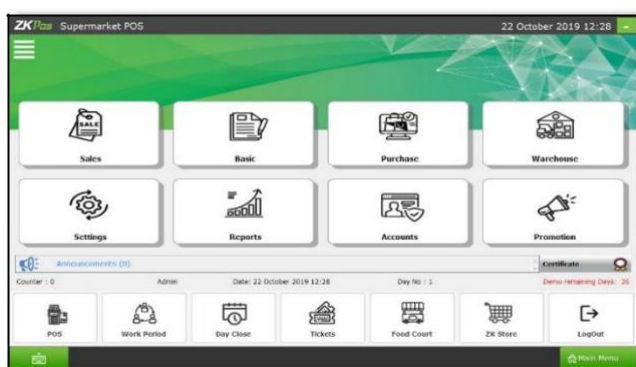 ZKPos Supermarket POS 22 October 2019 12:28
SALE
Sales Basic Purchase Warehouse
Settings Reports Accounts Promotion
Announcements (0) Certificate
Counter : 0 Admin Date: 22 October 2019 12:28 Day No : 1 Demo remaining Days: 26
POS Work Period Day Close Tickets Food Court ZK Store LogOut
Main Menu